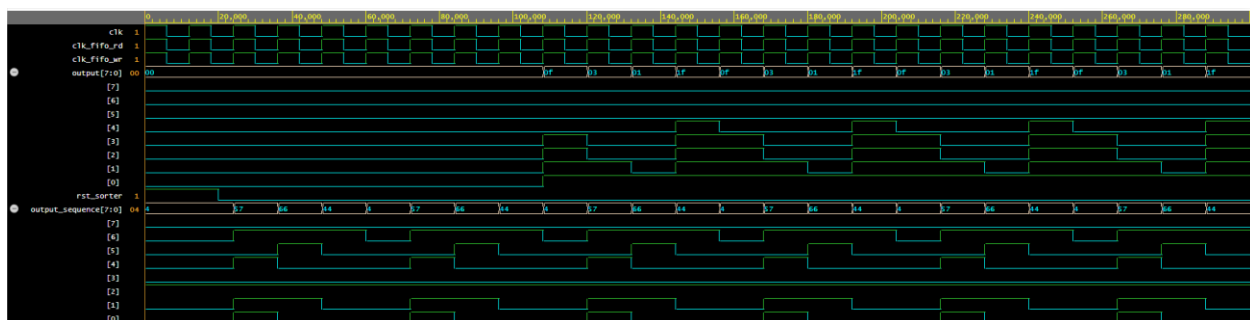 0 20,000 40,000 60,000 80,000 100,000 120,000 140,000 160,000 180,000 200,000 220,000 240,000 260,000 280,000
clk 1
clk_fifo_rd 1
clk_fifo_wr 1
output[7:0] 00 00 0f 03 01 1f 0f 03 01 1f 0f 03 01 1f 0f 03 01 1f
[7]
[6]
[5]
[4]
[3]
[2]
[1]
[0]
rst_sorter 1
output_sequence[7:0] 04 4 57 66 44 4 57 66 44 4 57 66 44 4 57 66 44 4 57 66 44 4 57 66 44
[7]
[6]
[5]
[4]
[3]
[2]
[1]
[0]